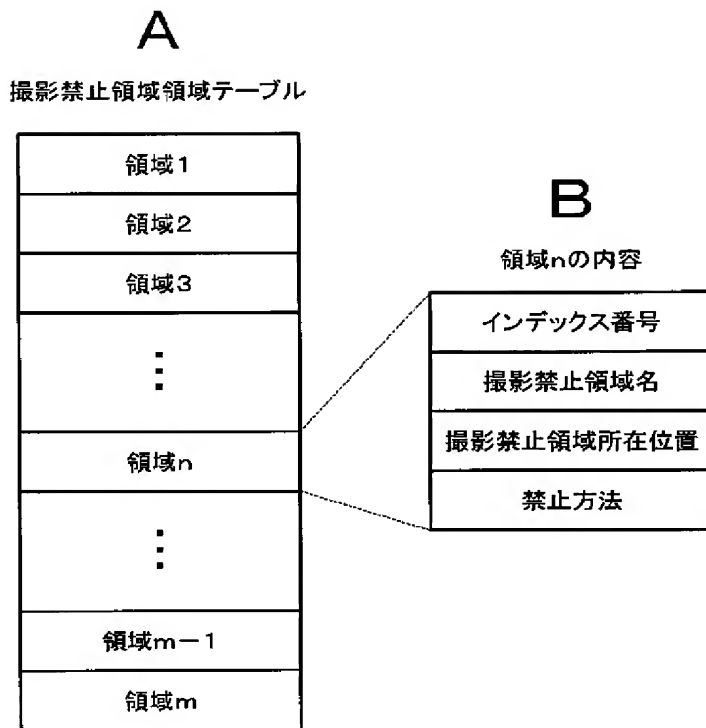 A
撮影禁止領域領域テーブル
領域1
領域2
領域3
⋮
領域n
⋮
領域m-1
領域m
B
領域nの内容
インデックス番号
撮影禁止領域名
撮影禁止領域所在位置
禁止方法